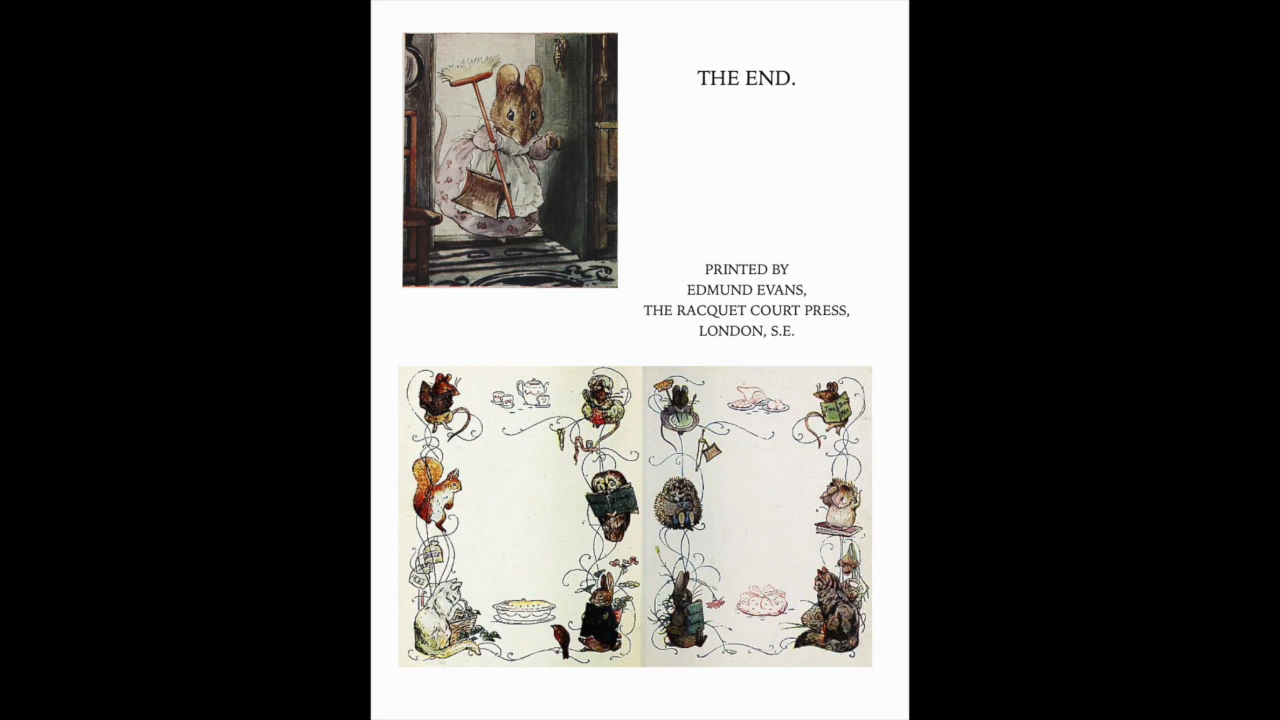 THE END.
PRINTED BY
EDMUND EVANS,
THE RACQUET COURT PRESS,
LONDON, S.E.